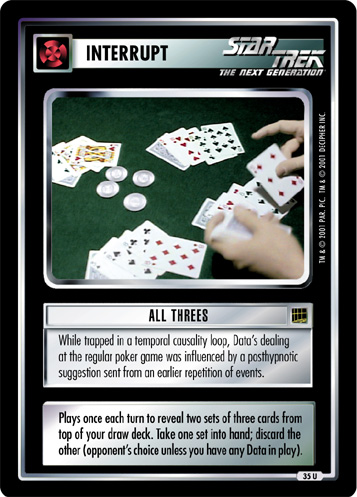 INTERRUPT
STAR TREK
THE NEXT GENERATION
TM & © 2001 PAR. PIC. TM & © 2001 DECIPHER INC.
ALL THREES
While trapped in a temporal causality loop, Data's dealing
at the regular poker game was influenced by a posthypnotic
suggestion sent from an earlier repetition of events.
Plays once each turn to reveal two sets of three cards from
top of your draw deck. Take one set into hand; discard the
other (opponent's choice unless you have any Data in play).
35 U